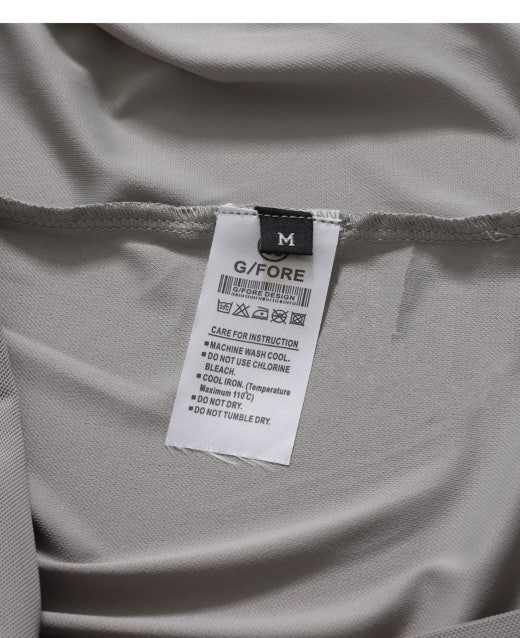 M
G/FORE
G/FORE DESIGN
CARE FOR INSTRUCTION
▪MACHINE WASH COOL.
▪DO NOT USE CHLORINE
BLEACH.
▪COOL IRON. (Temperature
Maximum 110°C)
▪DO NOT DRY.
▪DO NOT TUMBLE DRY.